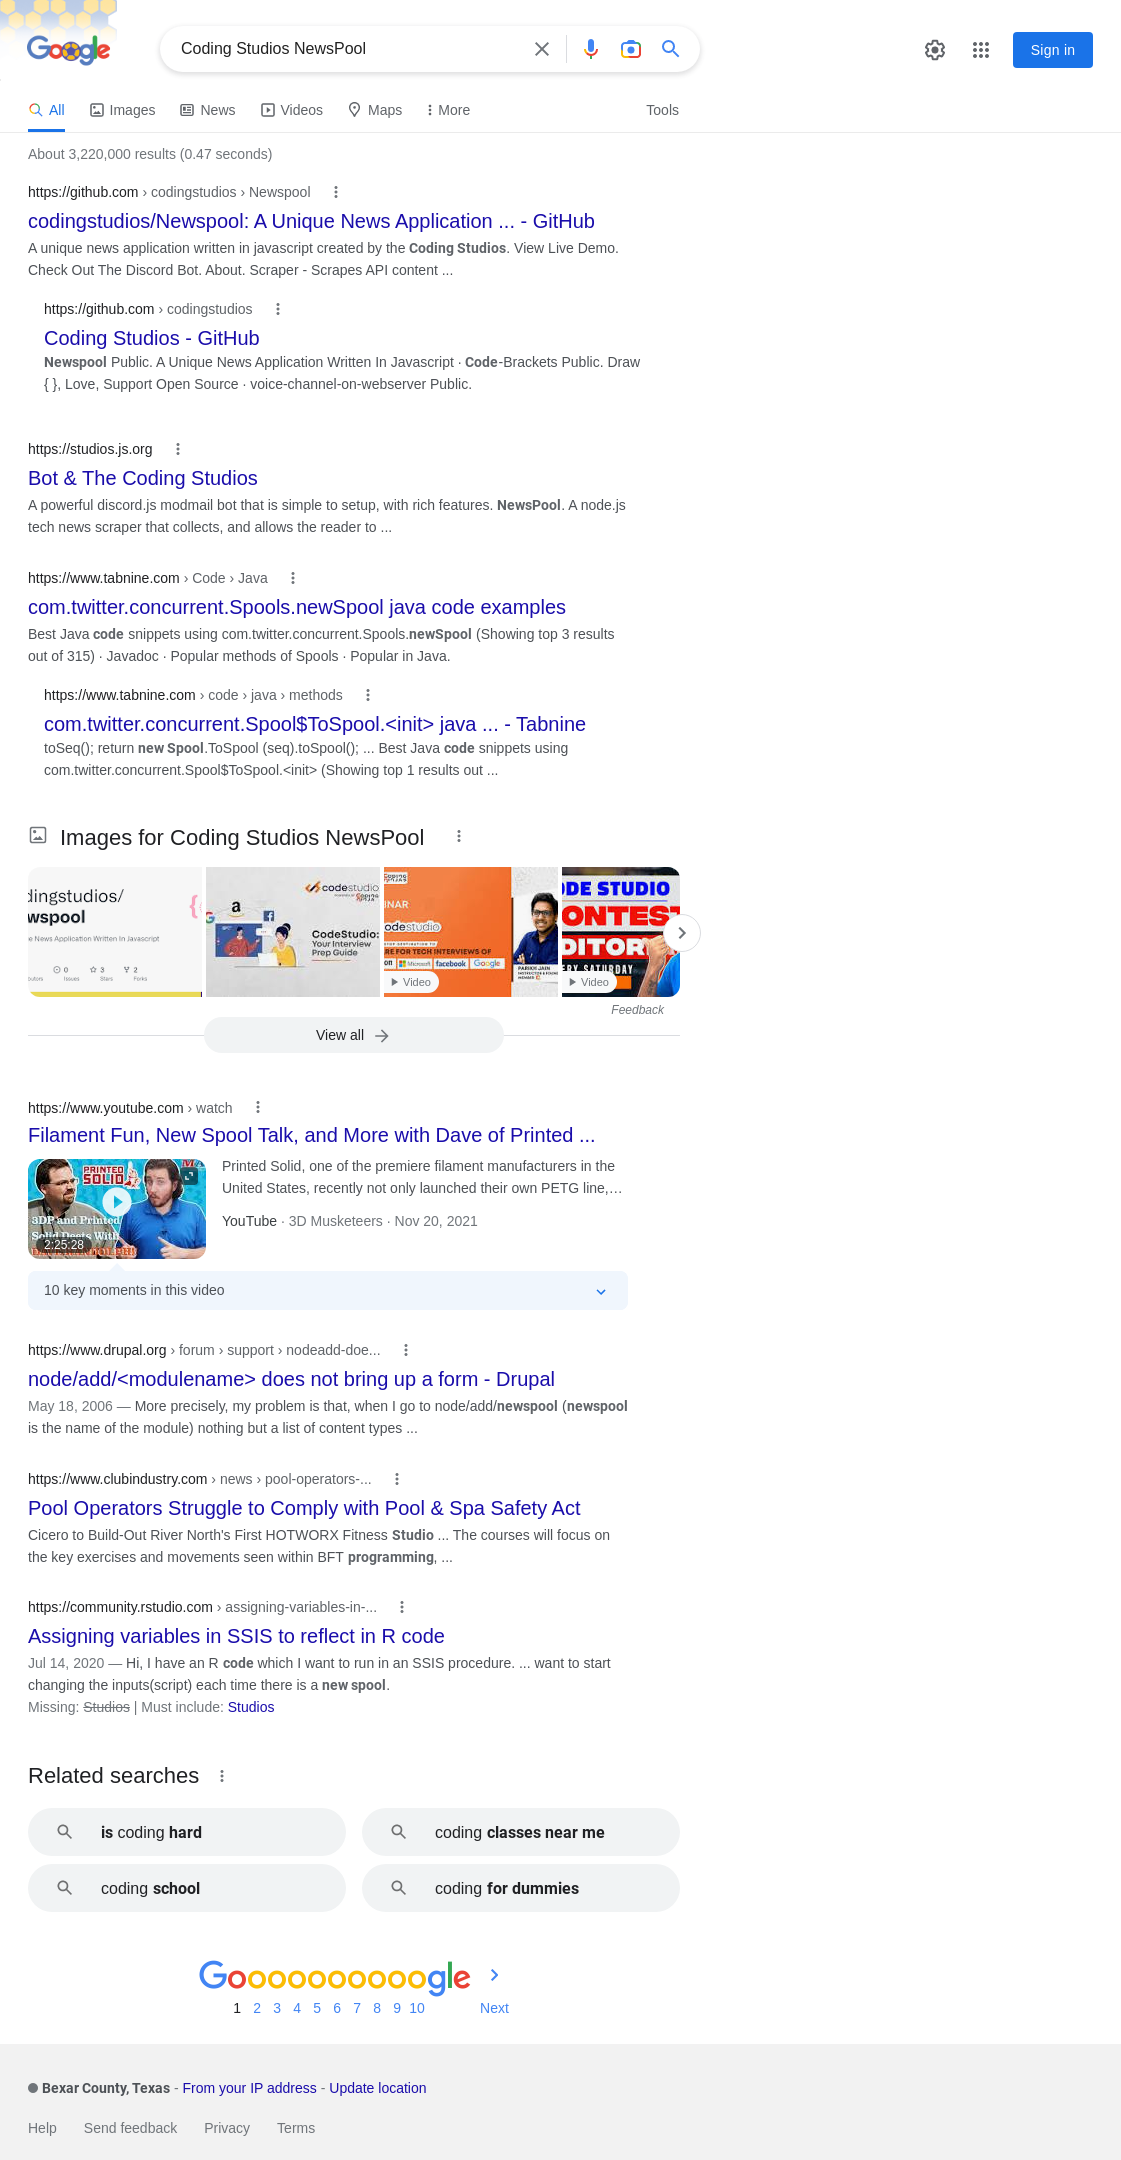 Google
Coding Studios NewsPool
Sign in
All
Images
News
Videos
Maps
More
Tools
About 3,220,000 results (0.47 seconds)
https://github.com › codingstudios › Newspool
codingstudios/Newspool: A Unique News Application ... - GitHub
A unique news application written in javascript created by the Coding Studios. View Live Demo.
Check Out The Discord Bot. About. Scraper - Scrapes API content ...
https://github.com › codingstudios
Coding Studios - GitHub
Newspool Public. A Unique News Application Written In Javascript · Code-Brackets Public. Draw
{ }, Love, Support Open Source · voice-channel-on-webserver Public.
https://studios.js.org
Bot & The Coding Studios
A powerful discord.js modmail bot that is simple to setup, with rich features. NewsPool. A node.js
tech news scraper that collects, and allows the reader to ...
https://www.tabnine.com › Code › Java
com.twitter.concurrent.Spools.newSpool java code examples
Best Java code snippets using com.twitter.concurrent.Spools.newSpool (Showing top 3 results
out of 315) · Javadoc · Popular methods of Spools · Popular in Java.
https://www.tabnine.com › code › java › methods
com.twitter.concurrent.Spool$ToSpool.<init> java ... - Tabnine
toSeq(); return new Spool.ToSpool (seq).toSpool(); ... Best Java code snippets using
com.twitter.concurrent.Spool$ToSpool.<init> (Showing top 1 results out ...
Images for Coding Studios NewsPool
dingstudios/
wspool
e News Application Written In Javascript
0
3
2
utors
Issues
Stars
Forks
codestudio
CodeStudio:
Your Interview
Prep Guide
INAR
odestudio
RE FOR TECH INTERVIEWS OF
on
Microsoft
facebook
Google
PARIKH JAIN
Video
ODE STUDIO
CONTEST
DITOR
ERY SATURDAY
Video
Feedback
View all
https://www.youtube.com › watch
Filament Fun, New Spool Talk, and More with Dave of Printed ...
PRINTED
SOLID
3DP and Printed
Solid Deets With
2:25:28
Printed Solid, one of the premiere filament manufacturers in the
United States, recently not only launched their own PETG line,…
YouTube · 3D Musketeers · Nov 20, 2021
10 key moments in this video
https://www.drupal.org › forum › support › nodeadd-doe...
node/add/<modulename> does not bring up a form - Drupal
May 18, 2006 — More precisely, my problem is that, when I go to node/add/newspool (newspool
is the name of the module) nothing but a list of content types ...
https://www.clubindustry.com › news › pool-operators-...
Pool Operators Struggle to Comply with Pool & Spa Safety Act
Cicero to Build-Out River North's First HOTWORX Fitness Studio ... The courses will focus on
the key exercises and movements seen within BFT programming, ...
https://community.rstudio.com › assigning-variables-in-...
Assigning variables in SSIS to reflect in R code
Jul 14, 2020 — Hi, I have an R code which I want to run in an SSIS procedure. ... want to start
changing the inputs(script) each time there is a new spool.
Missing: Studios | Must include: Studios
Related searches
is coding hard
coding classes near me
coding school
coding for dummies
Goooooooooogle
1 2 3 4 5 6 7 8 9 10 Next
Bexar County, Texas - From your IP address - Update location
Help Send feedback Privacy Terms